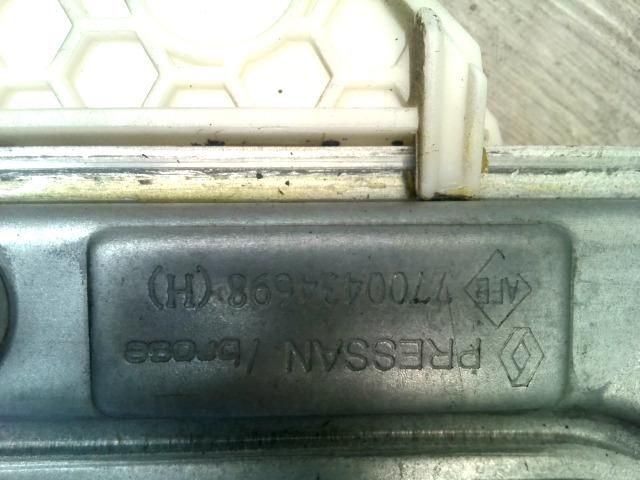 PRESSAN / brose
AFE 7700434698 (H)